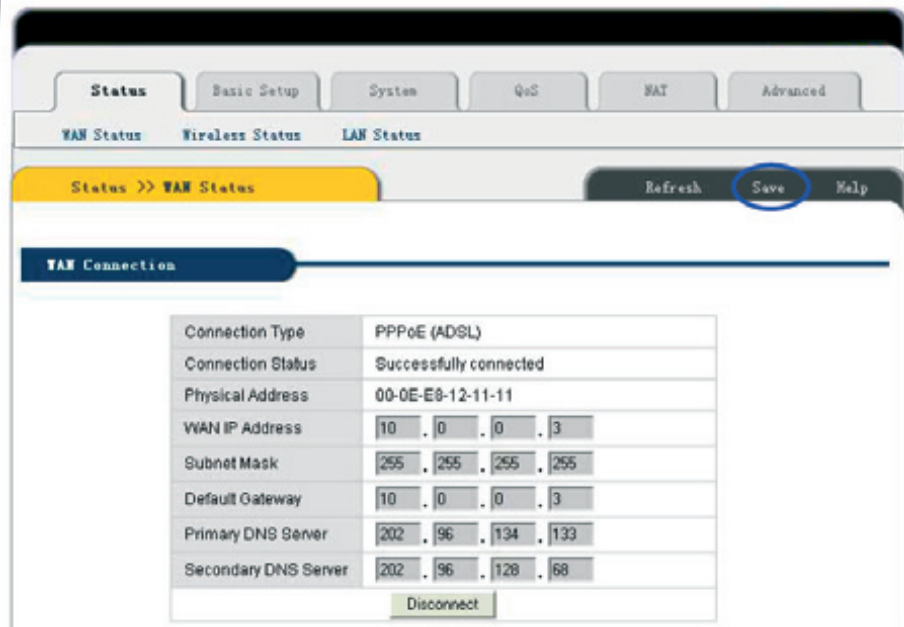 Status Basic Setup System QoS NAT Advanced
WAN Status Wireless Status LAN Status
Status >> WAN Status Refresh Save Help
WAN Connection
Connection Type PPPoE (ADSL)
Connection Status Successfully connected
Physical Address 00-0E-E8-12-11-11
WAN IP Address 10 . 0 . 0 . 3
Subnet Mask 255 . 255 . 255 . 255
Default Gateway 10 . 0 . 0 . 3
Primary DNS Server 202 . 96 . 134 . 133
Secondary DNS Server 202 . 96 . 128 . 68
Disconnect